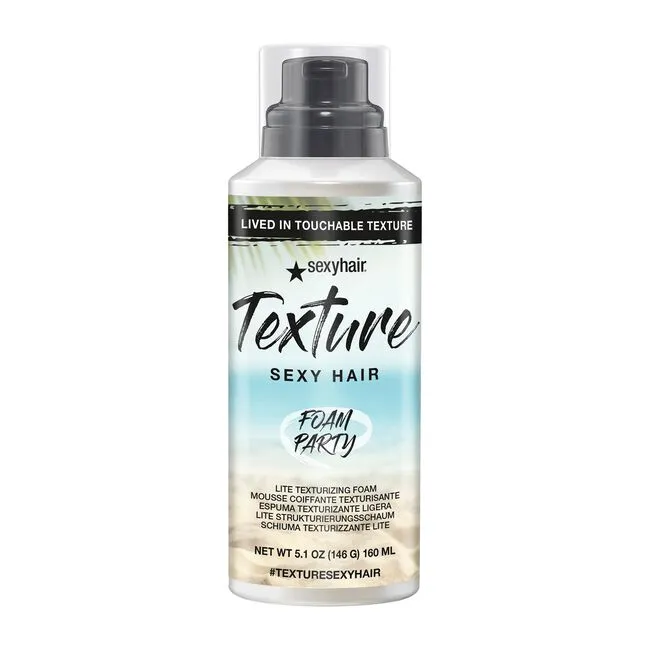 LIVED IN TOUCHABLE TEXTURE
sexyhair.
Texture
SEXY HAIR
FOAM
PARTY
LITE TEXTURIZING FOAM
MOUSSE COIFFANTE TEXTURISANTE
ESPUMA TEXTURIZANTE LIGERA
LITE STRUKTURIERUNGSSCHAUM
SCHIUMA TEXTURIZZANTE LITE
NET WT 5.1 OZ (146 G) 160 ML
#TEXTURESEXYHAIR